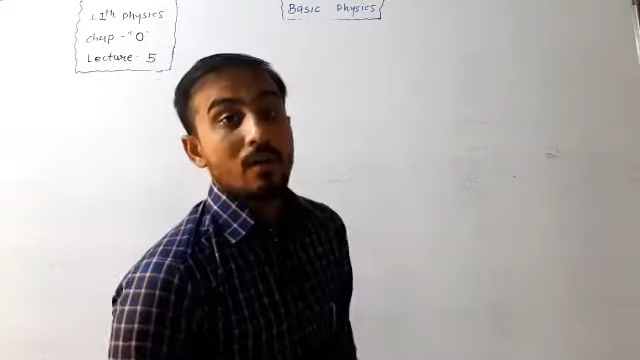 11th physics
chap - "0"
Lecture - 5
Basic physics